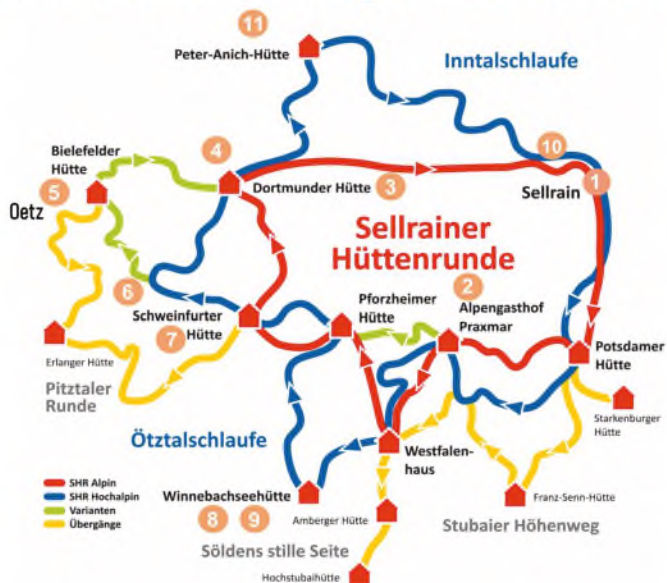 11
Peter-Anich-Hütte
Inntalschlaufe
Bielefelder
Hütte
4
10
Dortmunder Hütte
3
Sellrain
1
5
Oetz
Sellrainer
Hüttenrunde
6
2
Schweinfurter
Hütte
7
Pforzheimer
Hütte
Alpengasthof
Praxmar
Potsdamer
Hütte
Erlanger Hütte
Pitztaler
Runde
Starkenburger
Hütte
Ötztalschlaufe
Westfalen-
haus
SHR Alpin
SHR Hochalpin
Varianten
Übergänge
Winnebachseehütte
8
9
Amberger Hütte
Franz-Senn-Hütte
Stubaier Höhenweg
Söldens stille Seite
Hochstubaihütte